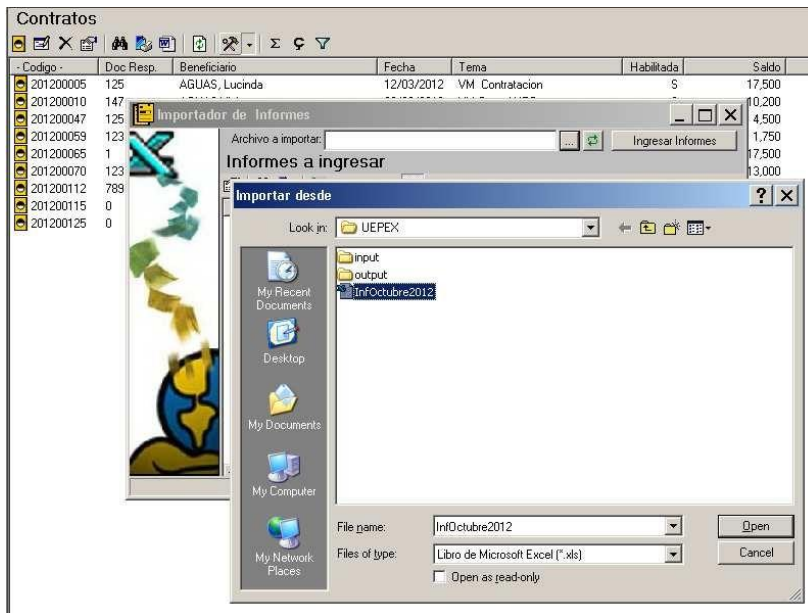 Contratos
Σ Ç
- Codigo - Doc Resp. Beneficiario Fecha Tema Habilitada Saldo
201200005 125 AGUAS, Lucinda 12/03/2012 VM Contratacion S 17,500
201200010 147 10,200
201200047 125 4,500
201200059 123 1,750
201200065 1 17,500
201200070 123 13,000
201200112 789
201200115 0
201200125 0
Importador de Informes
Archivo a importar: ... Ingresar Informes
Informes a ingresar
Importar desde
Look in: UEPEX
input
output
InfOctubre2012
My Recent
Documents
Desktop
My Documents
My Computer
My Network
Places
File name: InfOctubre2012 Open
Files of type: Libro de Microsoft Excel (*.xls) Cancel
Open as read-only